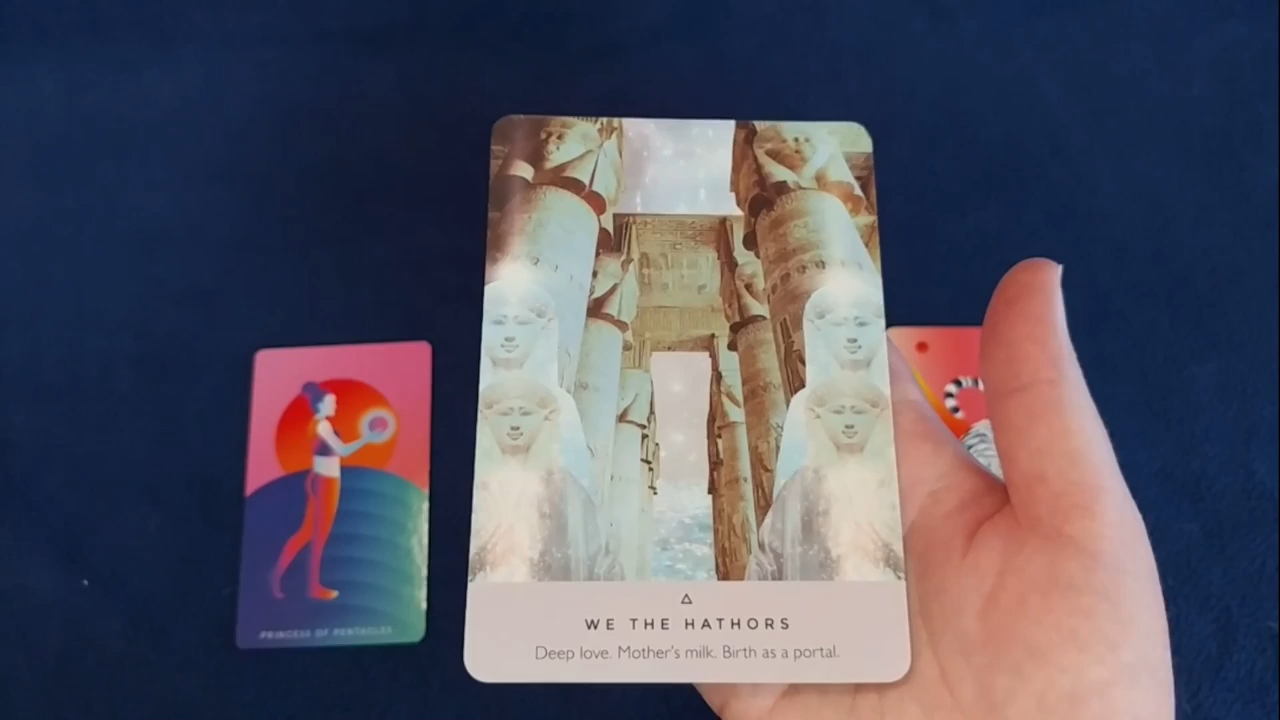 WE THE HATHORS
Deep love. Mother's milk. Birth as a portal.
PRINCESS OF PENTACLES